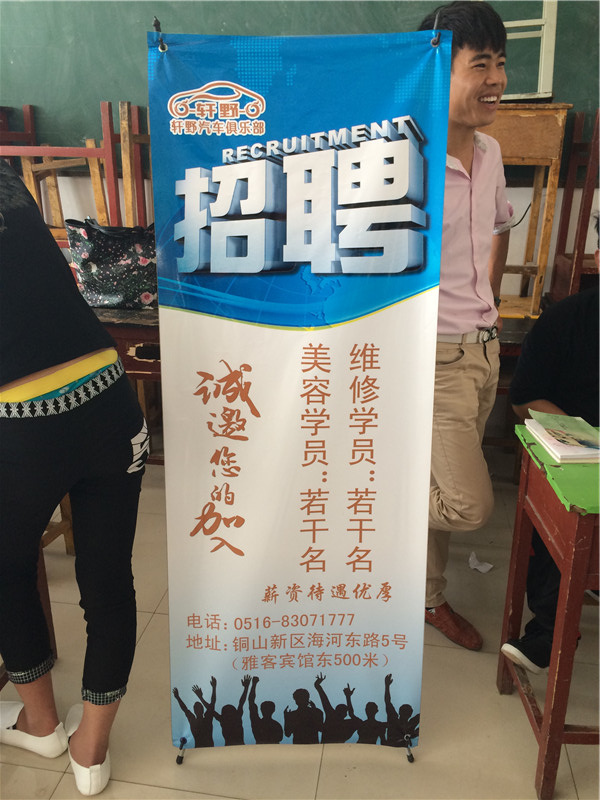 轩野
轩野汽车俱乐部
RECRUITMENT
招聘
维修学员：若干名
美容学员：若干名
诚邀您的加入
薪资待遇优厚
电话：0516-83071777
地址：铜山新区海河东路5号
（雅客宾馆东500米）